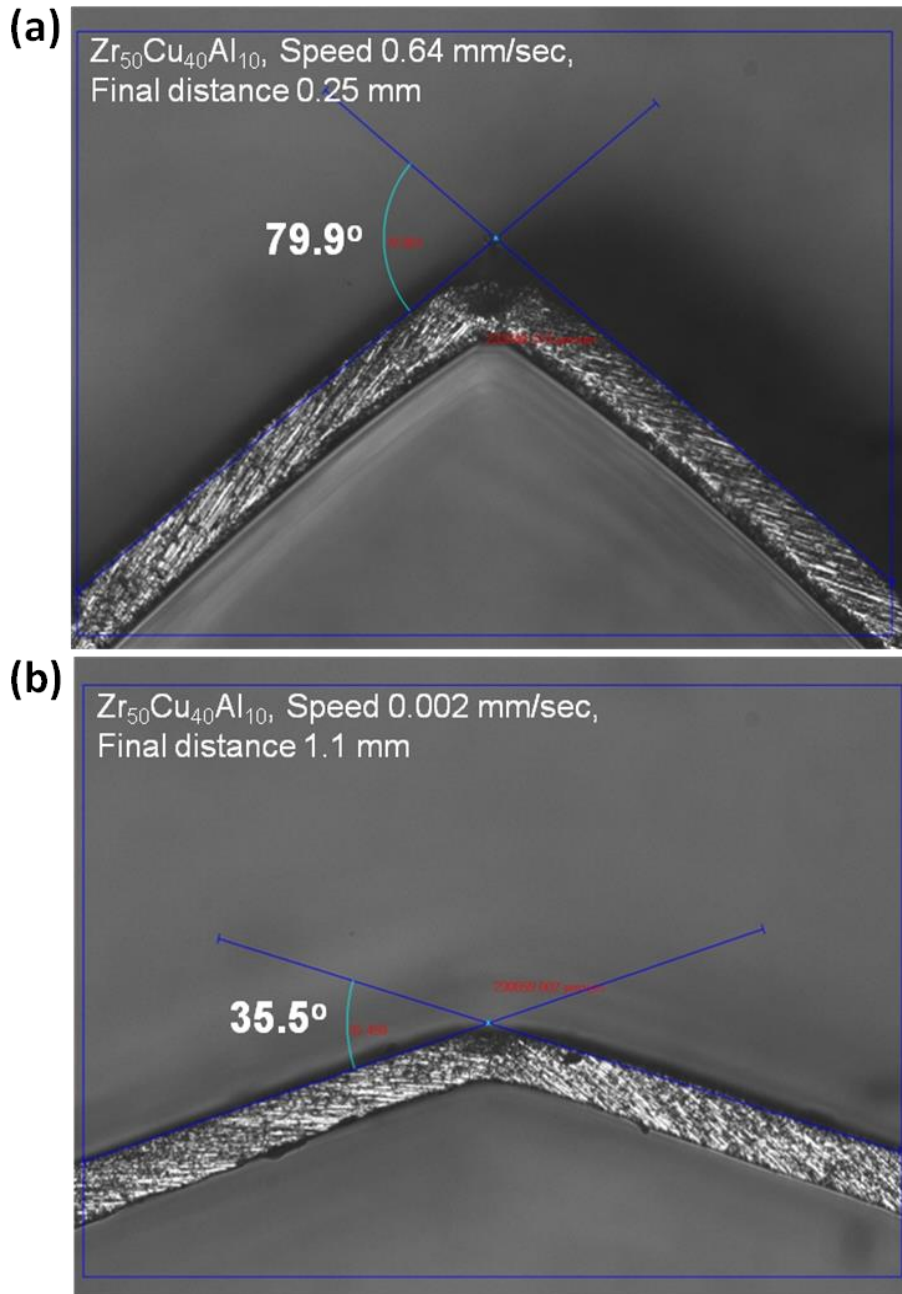 (a)
Zr50Cu40Al10, Speed 0.64 mm/sec,
Final distance 0.25 mm
79.9o
(b)
Zr50Cu40Al10, Speed 0.002 mm/sec,
Final distance 1.1 mm
35.5o